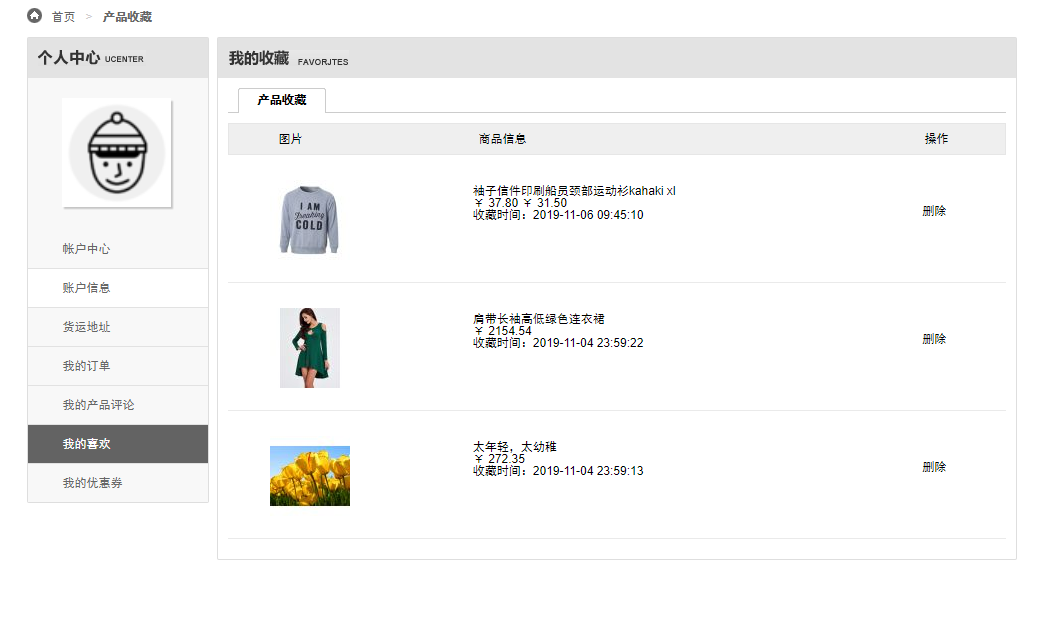 首页 > 产品收藏
个人中心 UCENTER
帐户中心
账户信息
货运地址
我的订单
我的产品评论
我的喜欢
我的优惠券
我的收藏 FAVORJTES
产品收藏
图片 商品信息 操作
I AM
Freaking
COLD
袖子信件印刷船员颈部运动衫kahaki xl
￥ 37.80 ￥ 31.50
收藏时间：2019-11-06 09:45:10
删除
肩带长袖高低绿色连衣裙
￥ 2154.54
收藏时间：2019-11-04 23:59:22
删除
太年轻，太幼稚
￥ 272.35
收藏时间：2019-11-04 23:59:13
删除